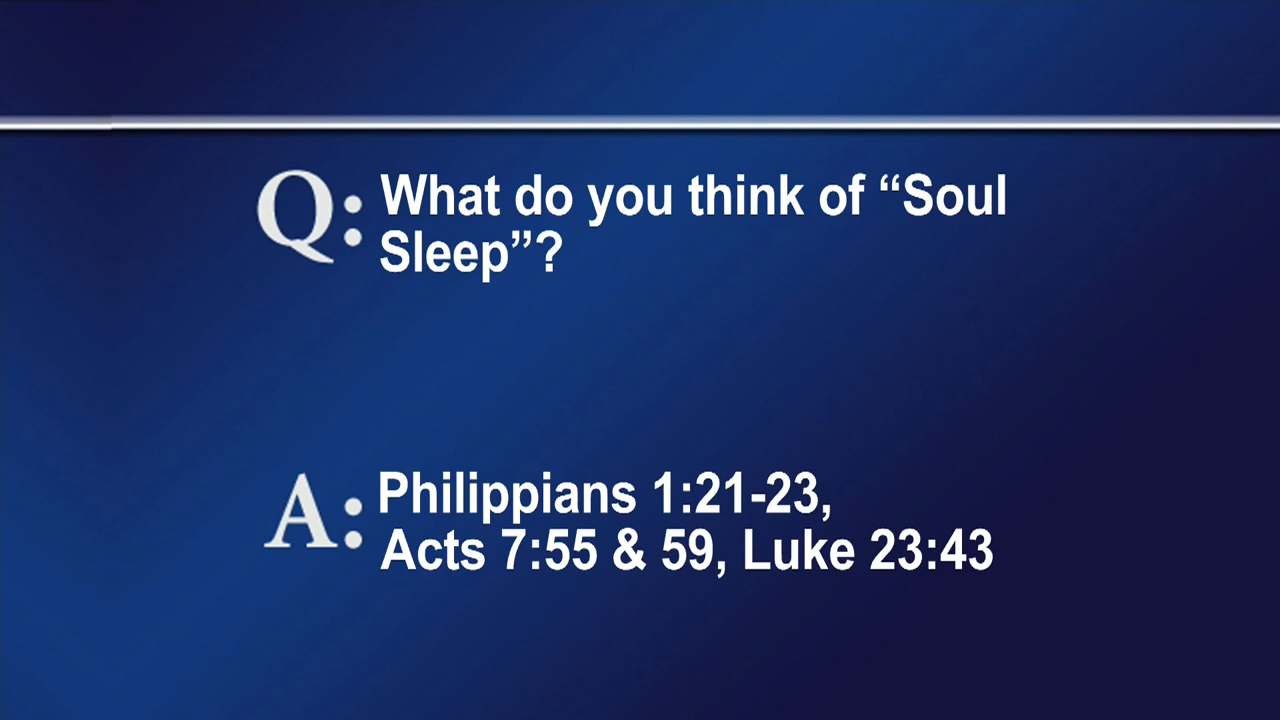 Q: What do you think of “Soul
Sleep”?
A: Philippians 1:21-23,
Acts 7:55 & 59, Luke 23:43